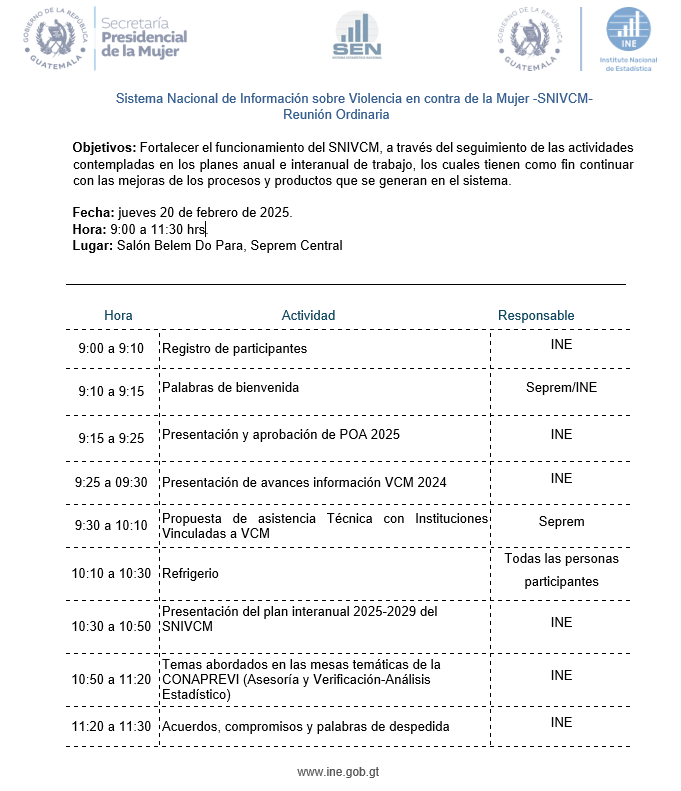 GOBIERNO DE LA REPÚBLICA
GUATEMALA
Secretaría
Presidencial
de la Mujer
SEN
GOBIERNO DE LA REPÚBLICA
GUATEMALA
INE
Instituto Nacional
de Estadística
Sistema Nacional de Información sobre Violencia en contra de la Mujer -SNIVCM-
Reunión Ordinaria
Objetivos: Fortalecer el funcionamiento del SNIVCM, a través del seguimiento de las actividades
contempladas en los planes anual e interanual de trabajo, los cuales tienen como fin continuar
con las mejoras de los procesos y productos que se generan en el sistema.
Fecha: jueves 20 de febrero de 2025.
Hora: 9:00 a 11:30 hrs.
Lugar: Salón Belem Do Para, Seprem Central
Hora Actividad Responsable
9:00 a 9:10 Registro de participantes INE
9:10 a 9:15 Palabras de bienvenida Seprem/INE
9:15 a 9:25 Presentación y aprobación de POA 2025 INE
9:25 a 09:30 Presentación de avances información VCM 2024 INE
9:30 a 10:10 Propuesta de asistencia Técnica con Instituciones Seprem
Vinculadas a VCM
10:10 a 10:30 Refrigerio Todas las personas
participantes
10:30 a 10:50 Presentación del plan interanual 2025-2029 del INE
SNIVCM
10:50 a 11:20 Temas abordados en las mesas temáticas de la INE
CONAPREVI (Asesoría y Verificación-Análisis
Estadístico)
11:20 a 11:30 Acuerdos, compromisos y palabras de despedida INE
www.ine.gob.gt